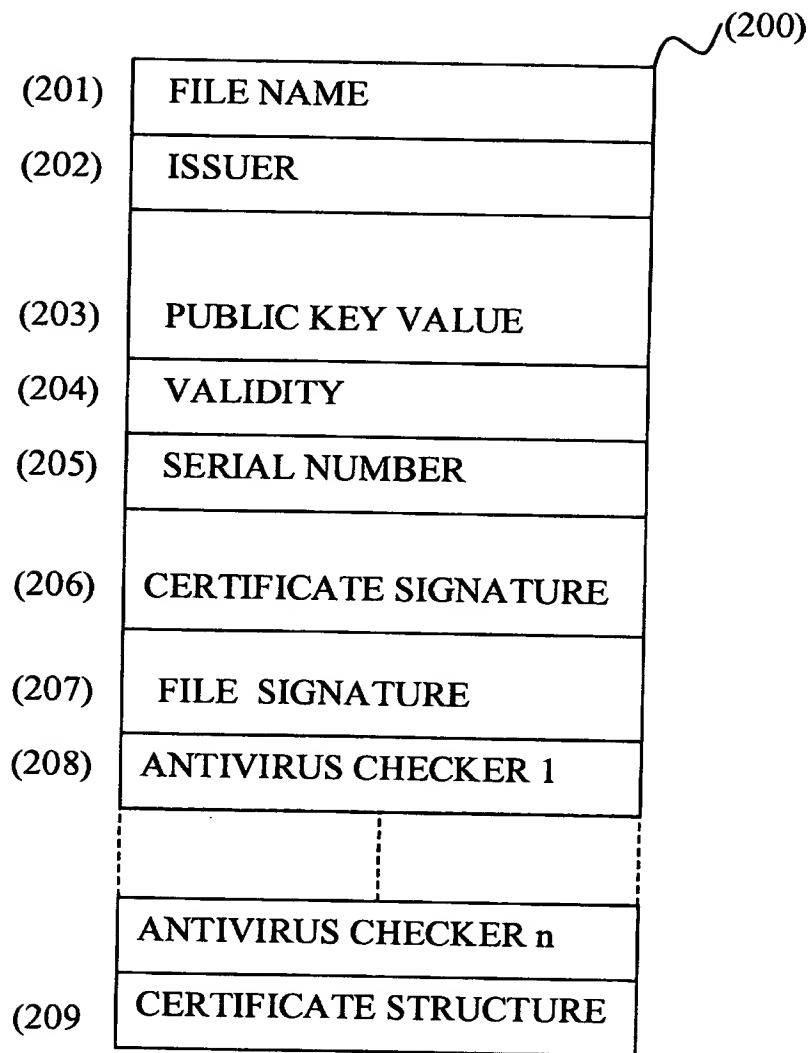 (200)
(201) FILE NAME
(202) ISSUER
(203) PUBLIC KEY VALUE
(204) VALIDITY
(205) SERIAL NUMBER
(206) CERTIFICATE SIGNATURE
(207) FILE SIGNATURE
(208) ANTIVIRUS CHECKER 1
ANTIVIRUS CHECKER n
(209 CERTIFICATE STRUCTURE